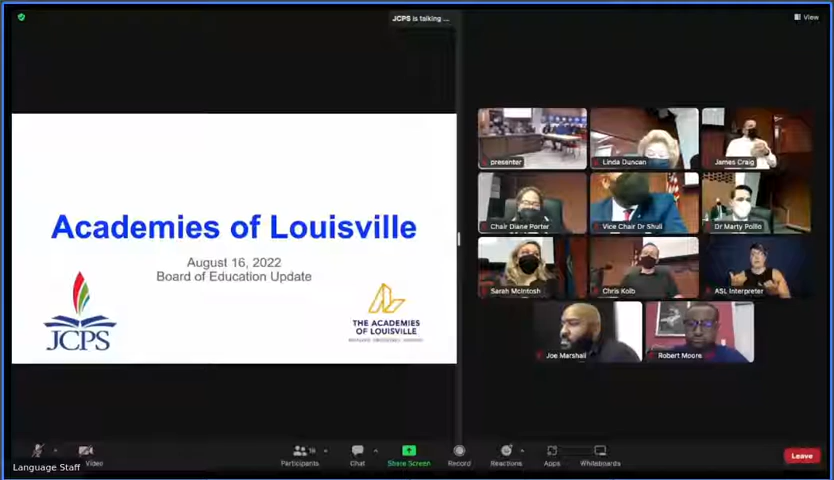 JCPS is talking ...
View
Academies of Louisville
August 16, 2022
Board of Education Update
JCPS
THE ACADEMIES
OF LOUISVILLE
presenter
Linda Duncan
James Craig
Chair Diane Porter
Vice Chair Dr Shull
Dr Marty Pollio
Sarah McIntosh
Chris Kolb
ASL Interpreter
Joe Marshall
Robert Moore
Video
Participants
Chat
Share Screen
Record
Reactions
Apps
Whiteboards
Leave
Language Staff